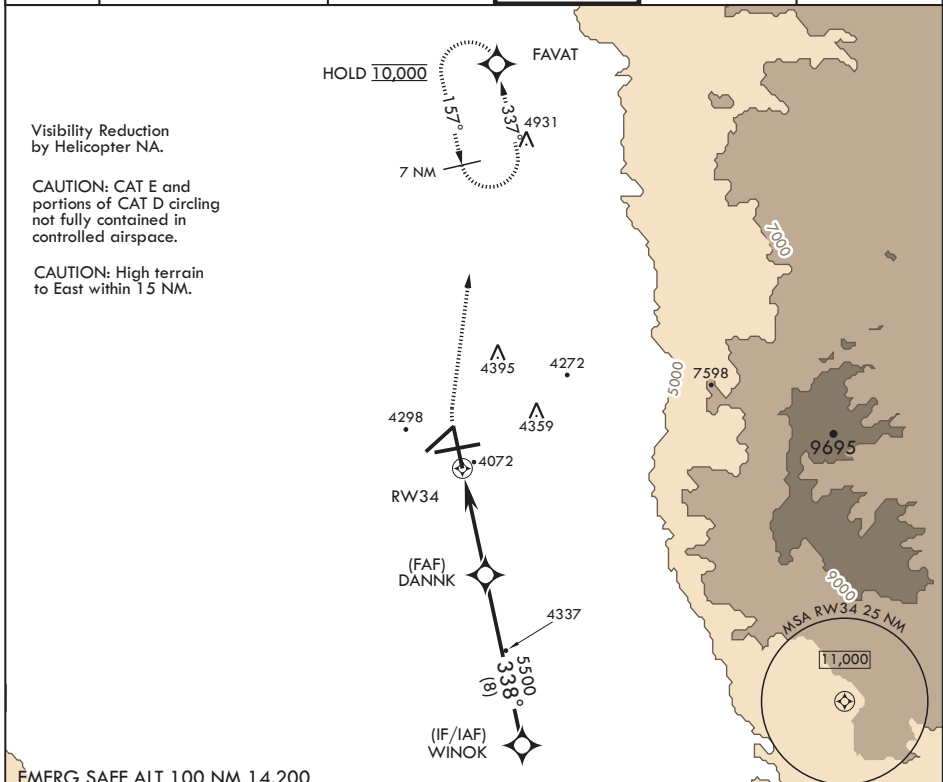 FAVAT
HOLD 10,000
157°
337°
4931
7 NM
Visibility Reduction
by Helicopter NA.
CAUTION: CAT E and
portions of CAT D circling
not fully contained in
controlled airspace.
CAUTION: High terrain
to East within 15 NM.
7000
5000
7598
4395
4272
4359
4298
9695
4072
RW34
(FAF)
DANNK
4337
9000
5500
338°
(8)
(IF/IAF)
WINOK
MSA RW34 25 NM
11,000
EMERG SAFE ALT 100 NM 14,200